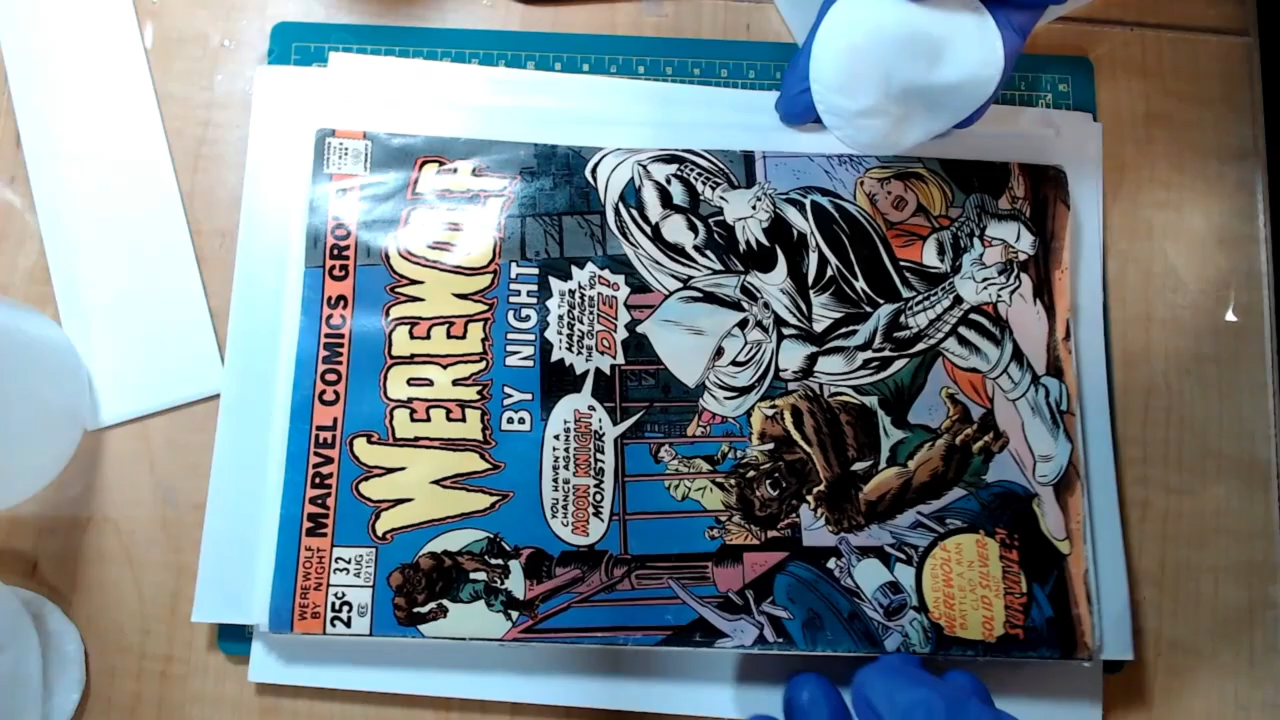 MARVEL COMICS GRO
WEREWOLF
BY NIGHT
25¢
32
AUG
02155
WEREWOLF
BY NIGHT
YOU HAVEN'T A
CHANCE AGAINST
MOON KNIGHT,
MONSTER--
--FOR THE
HARDER
YOU FIGHT,
THE QUICKER YOU
DIE!
CAN EVEN A
WEREWOLF
BATTLE A MAN
CLAD IN
SOLID SILVER--
AND
SURVIVE?!